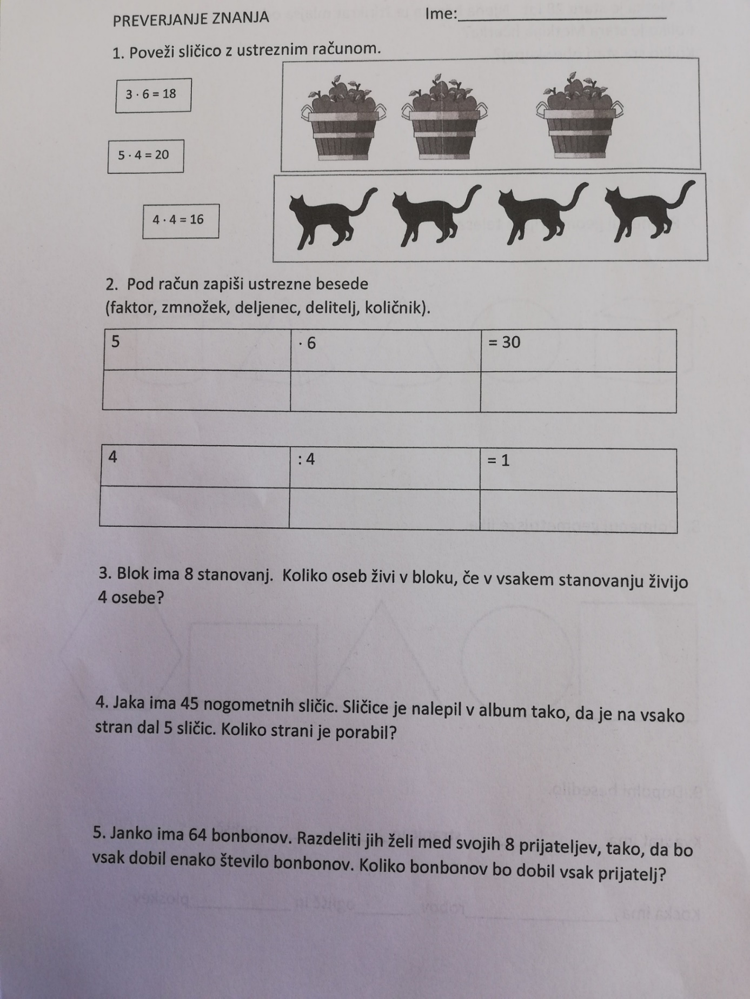 PREVERJANJE ZNANJA Ime:
1. Poveži sličico z ustreznim računom.
3 · 6 = 18
5 · 4 = 20
4 · 4 = 16
2. Pod račun zapiši ustrezne besede
(faktor, zmnožek, deljenec, delitelj, količnik).
5 · 6 = 30
4 : 4 = 1
3. Blok ima 8 stanovanj. Koliko oseb živi v bloku, če v vsakem stanovanju živijo
4 osebe?
4. Jaka ima 45 nogometnih sličic. Sličice je nalepil v album tako, da je na vsako
stran dal 5 sličic. Koliko strani je porabil?
5. Janko ima 64 bonbonov. Razdeliti jih želi med svojih 8 prijateljev, tako, da bo
vsak dobil enako število bonbonov. Koliko bonbonov bo dobil vsak prijatelj?